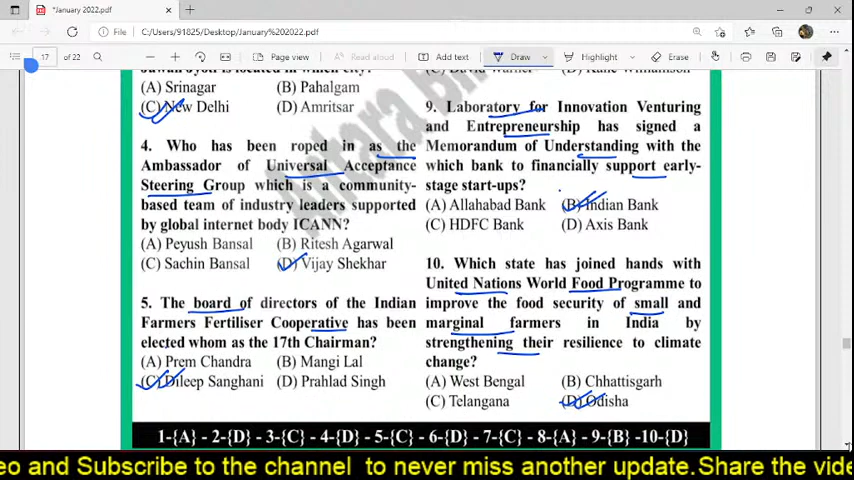 *January 2022.pdf
File
C:/Users/91825/Desktop/January%202022.pdf
17 of 22
Page view
Read aloud
Add text
Draw
Highlight
Erase
Jawan Jyoti is located in which city?
(A) Srinagar (B) Pahalgam
(C) New Delhi (D) Amritsar
4. Who has been roped in as the
Ambassador of Universal Acceptance
Steering Group which is a community-
based team of industry leaders supported
by global internet body ICANN?
(A) Peyush Bansal (B) Ritesh Agarwal
(C) Sachin Bansal (D) Vijay Shekhar
5. The board of directors of the Indian
Farmers Fertiliser Cooperative has been
elected whom as the 17th Chairman?
(A) Prem Chandra (B) Mangi Lal
(C) Dileep Sanghani (D) Prahlad Singh
(C) David Warner (D) Kane Williamson
9. Laboratory for Innovation Venturing
and Entrepreneurship has signed a
Memorandum of Understanding with the
which bank to financially support early-
stage start-ups?
(A) Allahabad Bank (B) Indian Bank
(C) HDFC Bank (D) Axis Bank
10. Which state has joined hands with
United Nations World Food Programme to
improve the food security of small and
marginal farmers in India by
strengthening their resilience to climate
change?
(A) West Bengal (B) Chhattisgarh
(C) Telangana (D) Odisha
1-{A} - 2-{D} - 3-{C} - 4-{D} - 5-{C} - 6-{D} - 7-{C} - 8-{A} - 9-{B} -10-{D}
eo and Subscribe to the channel to never miss another update.Share the vide